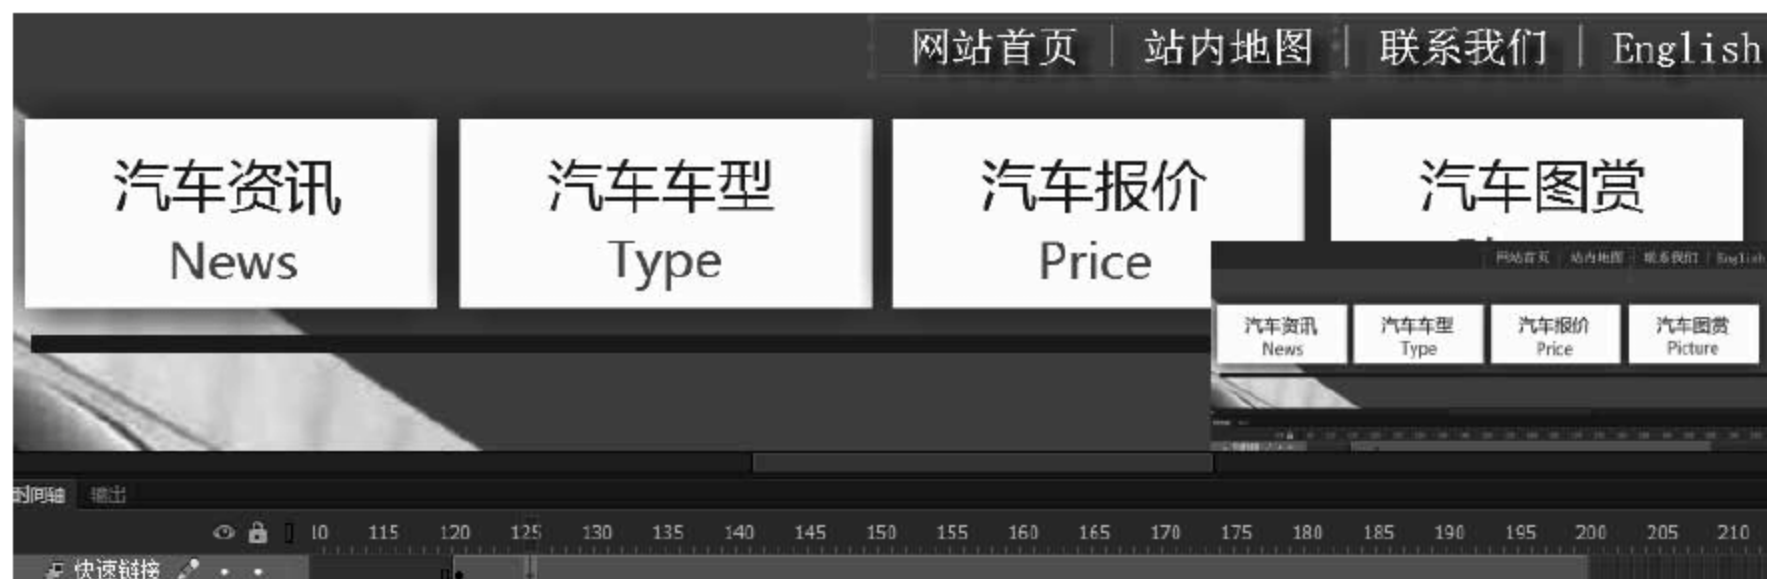 网站首页 | 站内地图 | 联系我们 | English
汽车资讯 汽车车型 汽车报价 汽车图赏
News Type Price
网站首页 站内地图 联系我们 English
汽车资讯 汽车车型 汽车报价 汽车图赏
News Type Price Picture
时间轴 输出
10 115 120 125 130 135 140 145 150 155 160 165 170 175 180 185 190 195 200 205 210
快速链接